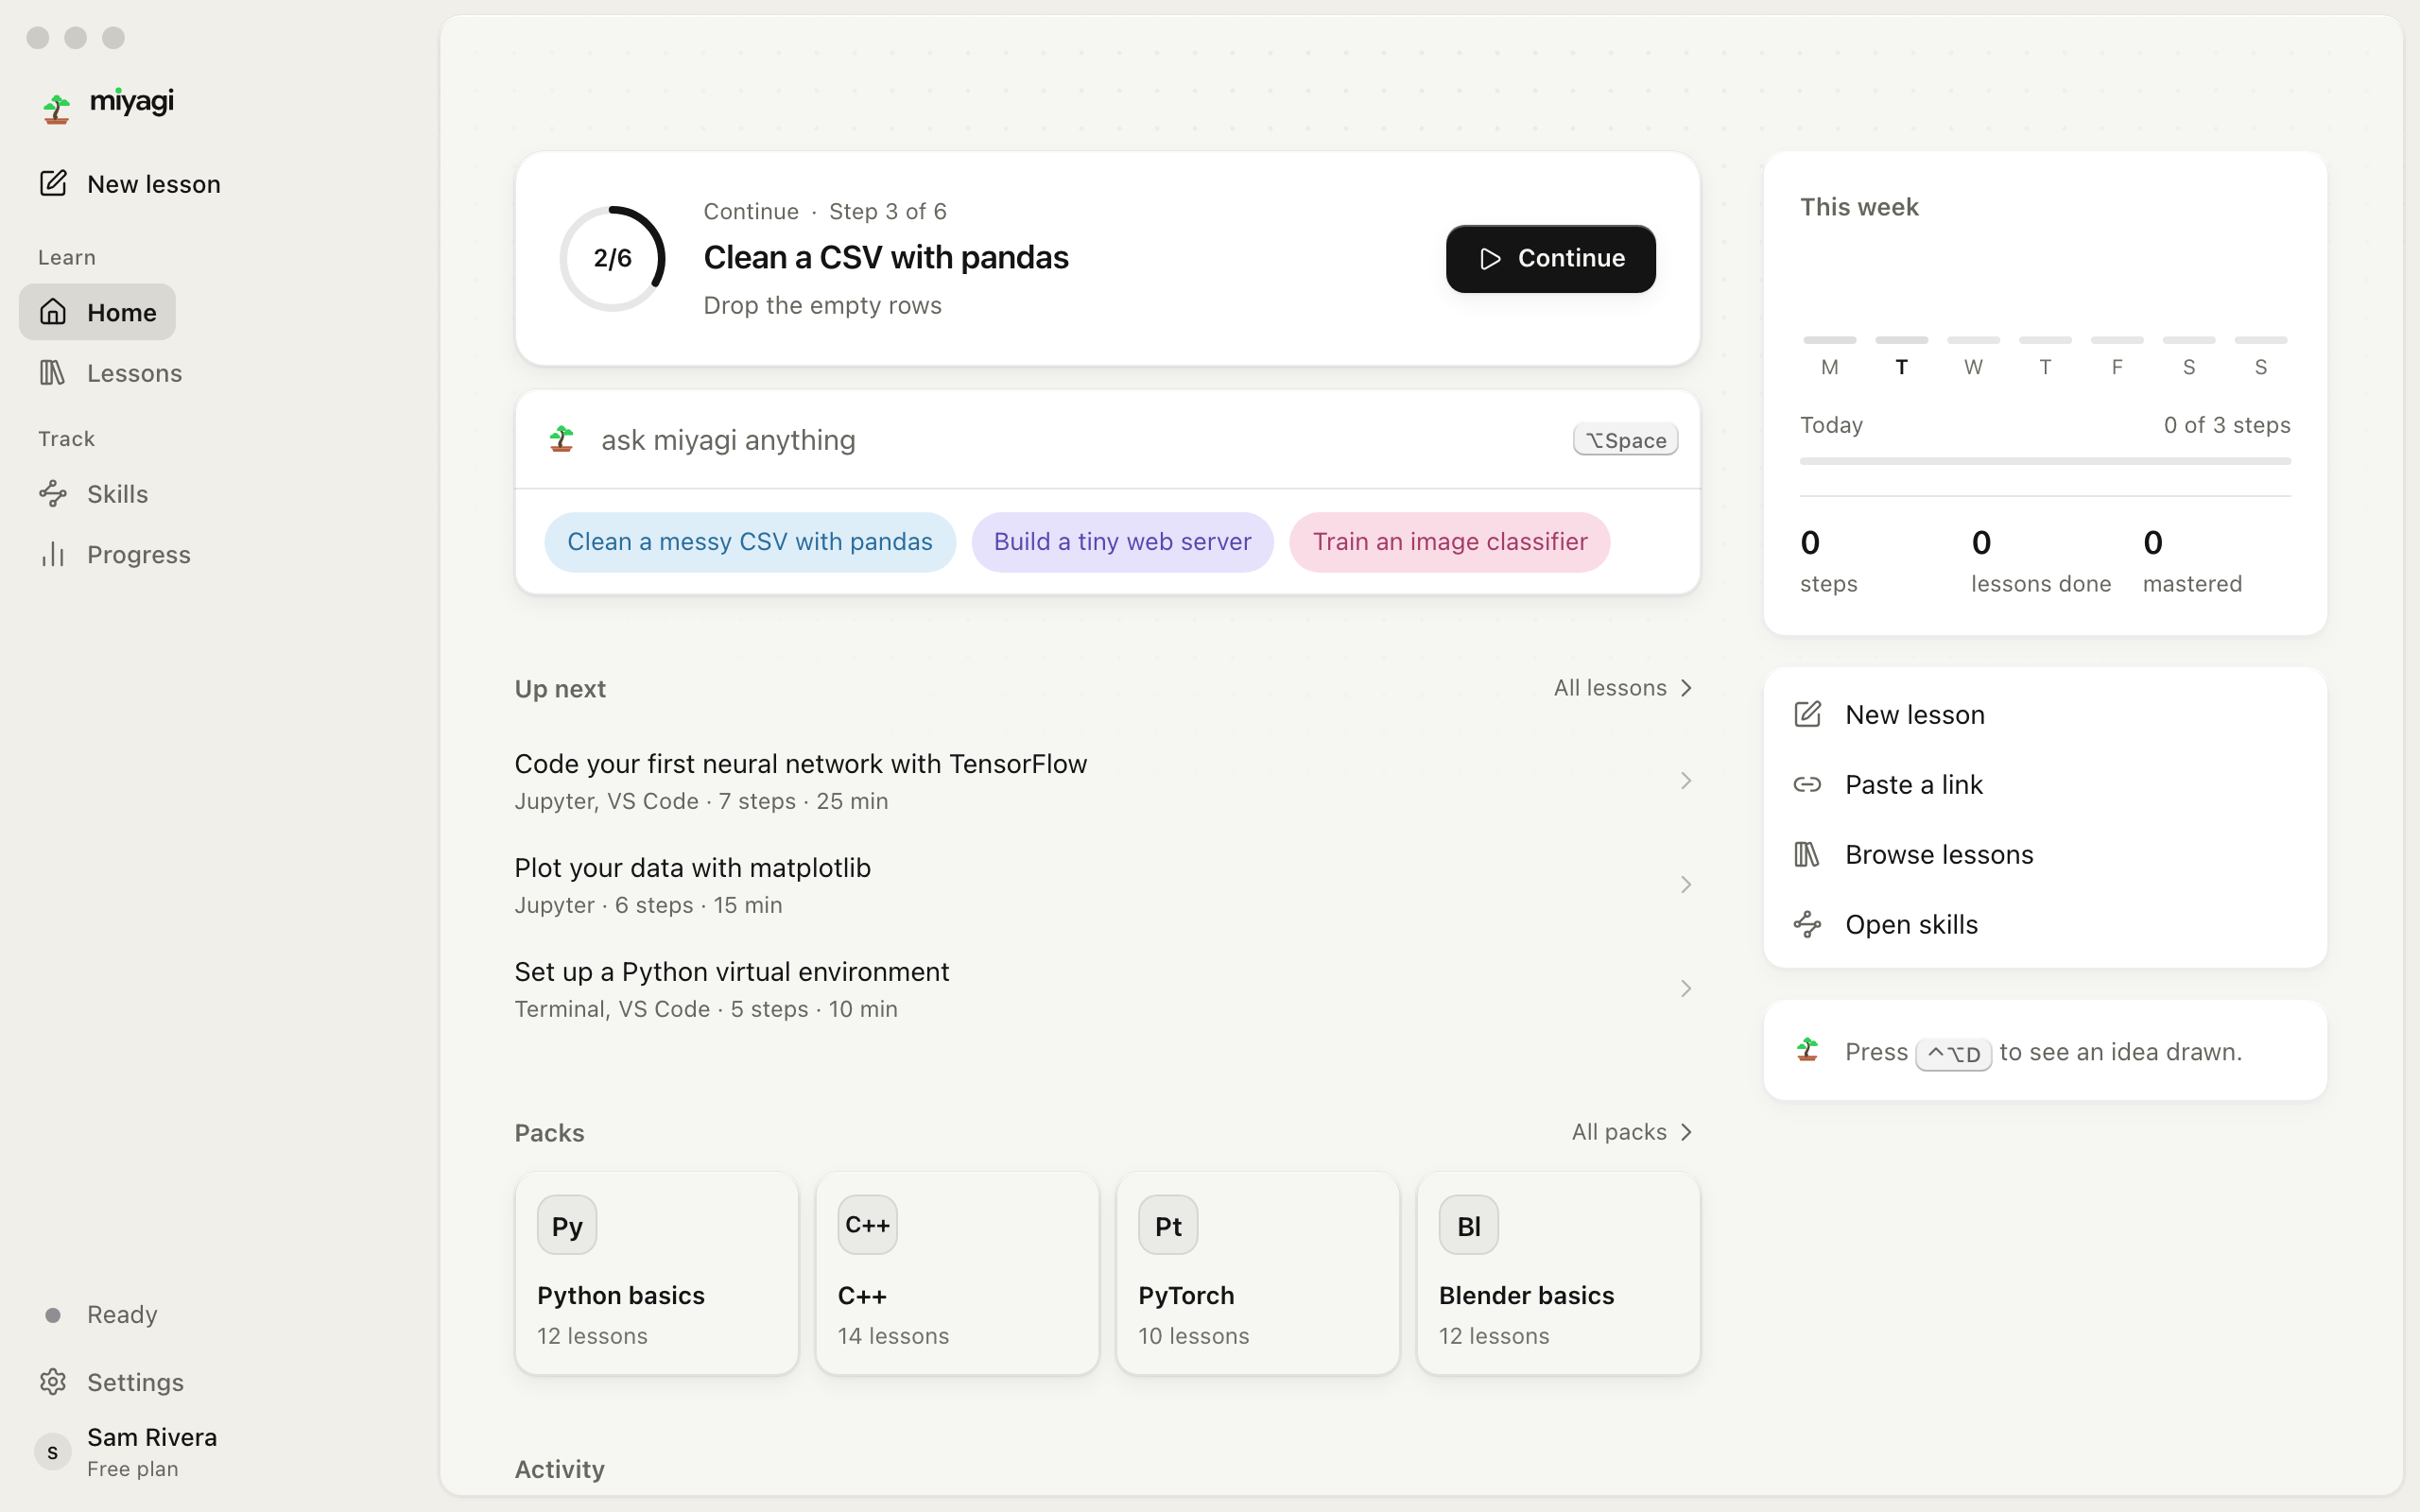 miyagi
New lesson
Learn
Home
Lessons
Track
Skills
Progress
Ready
Settings
S
Sam Rivera
Free plan
2/6
Continue · Step 3 of 6
Clean a CSV with pandas
Drop the empty rows
Continue
ask miyagi anything
⌥Space
Clean a messy CSV with pandas
Build a tiny web server
Train an image classifier
Up next
All lessons
Code your first neural network with TensorFlow
Jupyter, VS Code · 7 steps · 25 min
Plot your data with matplotlib
Jupyter · 6 steps · 15 min
Set up a Python virtual environment
Terminal, VS Code · 5 steps · 10 min
Packs
All packs
Py
Python basics
12 lessons
C++
C++
14 lessons
Pt
PyTorch
10 lessons
Bl
Blender basics
12 lessons
Activity
This week
M T W T F S S
Today 0 of 3 steps
0 0 0
steps lessons done mastered
New lesson
Paste a link
Browse lessons
Open skills
Press ^⌥D to see an idea drawn.